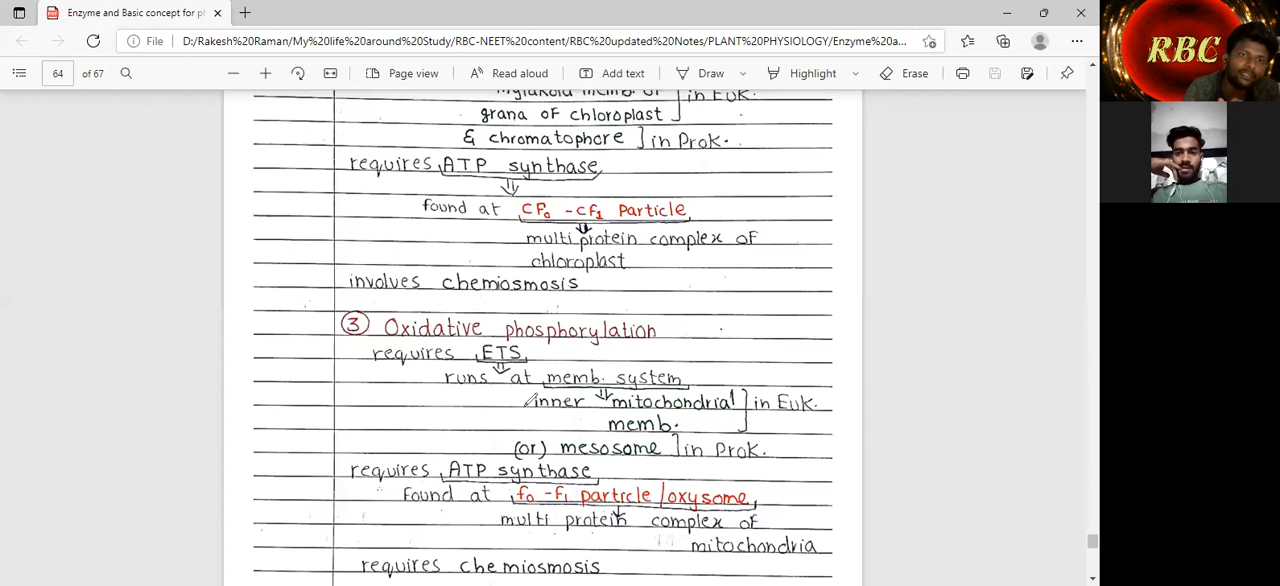 Enzyme and Basic concept for pl
File
D:/Rakesh%20Raman/My%20life%20around%20Study/RBC-NEET%20content/RBC%20updated%20Notes/PLANT%20PHYSIOLOGY/Enzyme%20a...
64 of 67
Page view
Read aloud
Add text
Draw
Highlight
Erase
RBC
Thylakoid memb. of ] in Euk.
grana of chloroplast
& chromatophore ] in Prok.
requires ATP synthase
found at CF₀ -CF₁ Particle
multi protein complex of
chloroplast
involves chemiosmosis
③ Oxidative phosphorylation
requires ETS
runs at memb. system
inner mitochondrial ] in Euk.
memb.
(or) mesosome ] in Prok.
requires ATP synthase
Found at f₀ -F₁ particle/oxysome
multi protein complex of
mitochondria
requires chemiosmosis